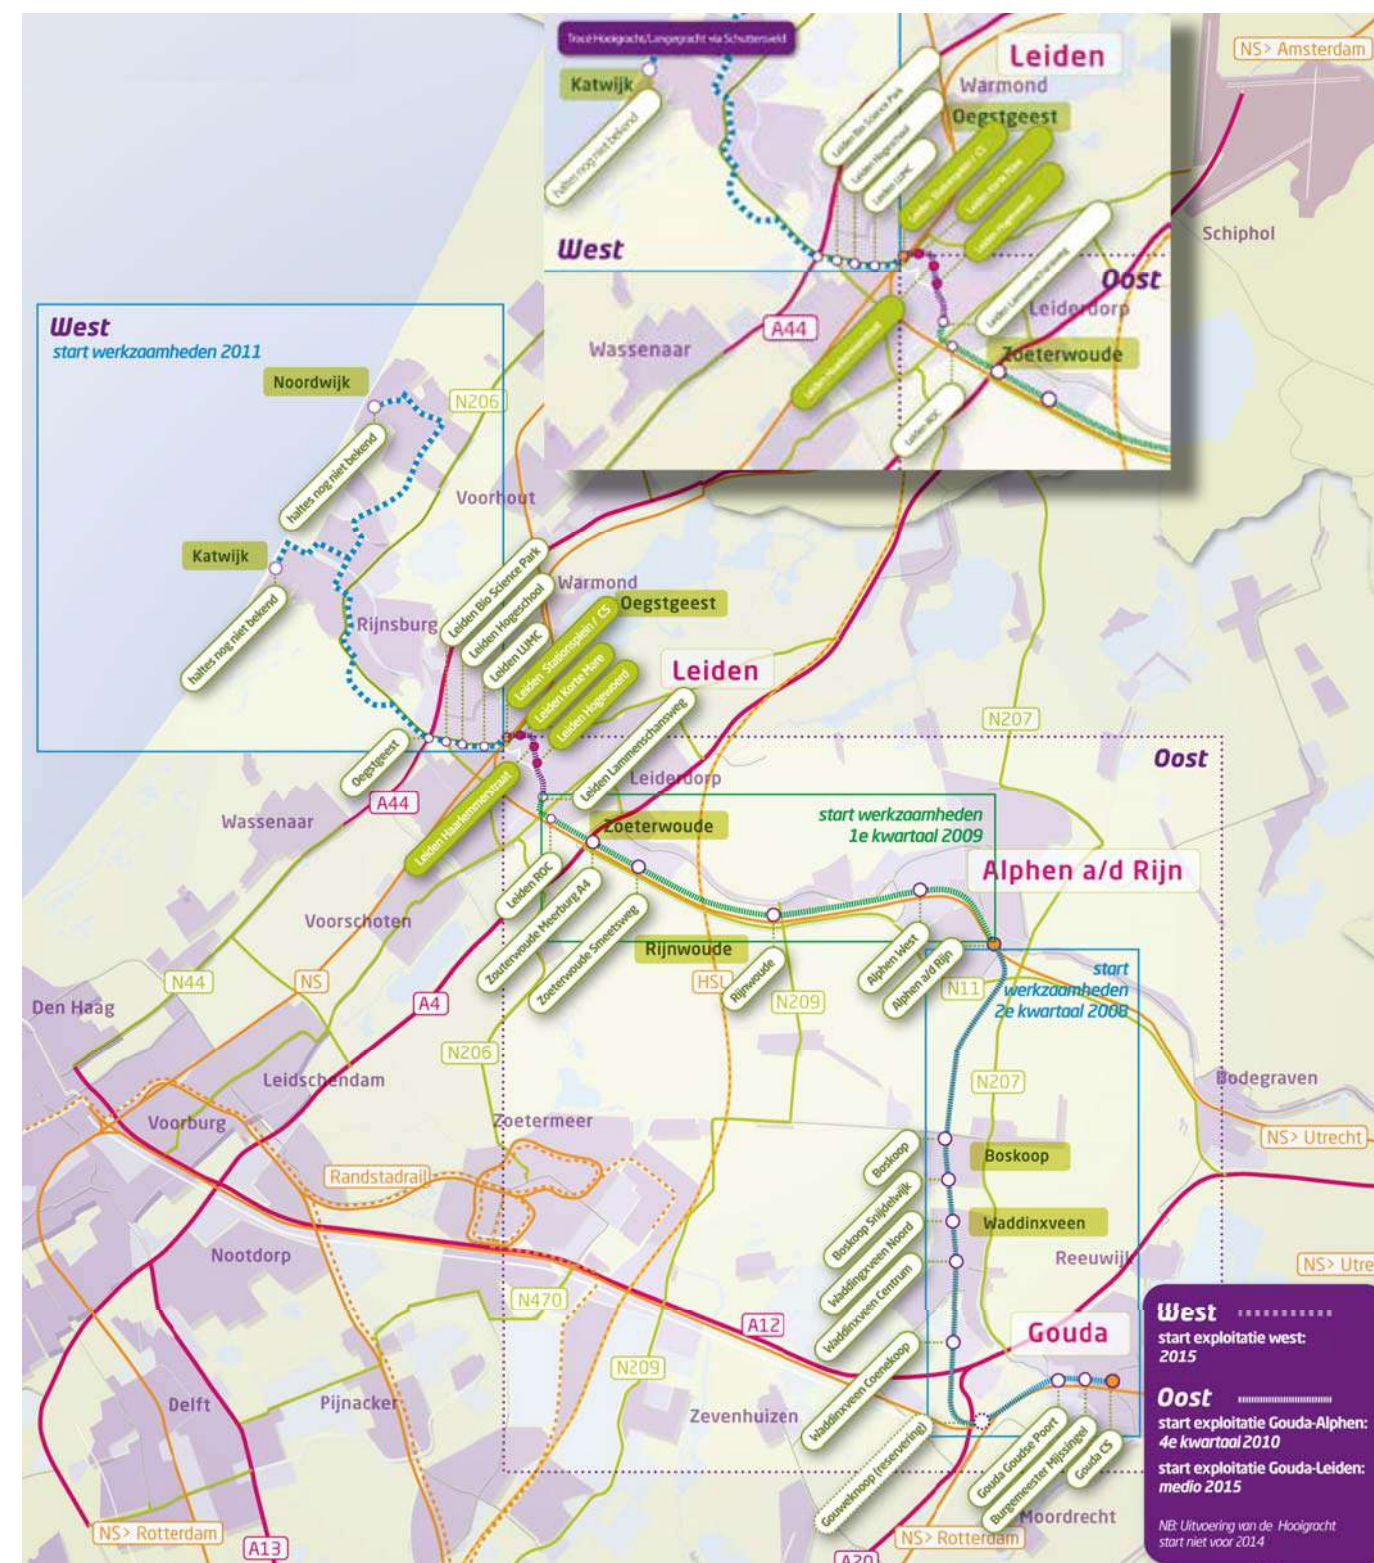 Tracé Hooigracht/Langegracht via Schuttersveld
Leiden
NS> Amsterdam
Katwijk
haltes nog niet bekend
Warmond
Oegstgeest
Leiden Bio Science Park
Leiden Hogeschool
Leiden LUMC
Leiden Stationsplein / CS
Leiden Korte Mare
Leiden Hogewoerd
Schiphol
West
Oost
Leiden Lammenschansweg
Leiderdorp
A44
Wassenaar
Zoeterwoude
Leiden Haarlemmerstraat
Leiden ROC
West
start werkzaamheden 2011
Noordwijk
N206
haltes nog niet bekend
Voorhout
Katwijk
haltes nog niet bekend
Rijnsburg
Leiden Bio Science Park
Leiden Hogeschool
Leiden LUMC
Warmond
Oegstgeest
Leiden Stationsplein / CS
Leiden Korte Mare
Leiden Hogewoerd
Leiden
Leiden Lammenschansweg
N207
Oegstgeest
Oost
Leiderdorp
A44
Wassenaar
Leiden Haarlemmerstraat
Zoeterwoude
start werkzaamheden
1e kwartaal 2009
Alphen a/d Rijn
Leiden ROC
Zouterwoude Meerburg A4
Zoeterwoude Smeetsweg
Voorschoten
Rijnwoude
Rijnwoude
Alphen West
Alphen a/d Rijn
N44
NS
A4
HSL
N209
N11
start
werkzaamheden
2e kwartaal 2008
Den Haag
N206
Leidschendam
N207
Bodegraven
Voorburg
Zoetermeer
NS> Utrecht
Boskoop
Boskoop
Randstadrail
Boskoop Snijdelwijk
Waddinxveen
Waddingxveen Noord
Nootdorp
Waddinxveen Centrum
Reeuwijk
NS> Utre
N470
A12
Gouda
Waddinxveen Coenekoop
N209
Delft
Pijnacker
Zevenhuizen
Gouweknoop (reservering)
Gouda Goudse Poort
Burgemeester Mijssingel
Gouda CS
Moordrecht
NS> Rotterdam
A13
NS> Rotterdam
A20
West
start exploitatie west:
2015
Oost
start exploitatie Gouda-Alphen:
4e kwartaal 2010
start exploitatie Gouda-Leiden:
medio 2015
NB: Uitvoering van de Hooigracht
start niet voor 2014